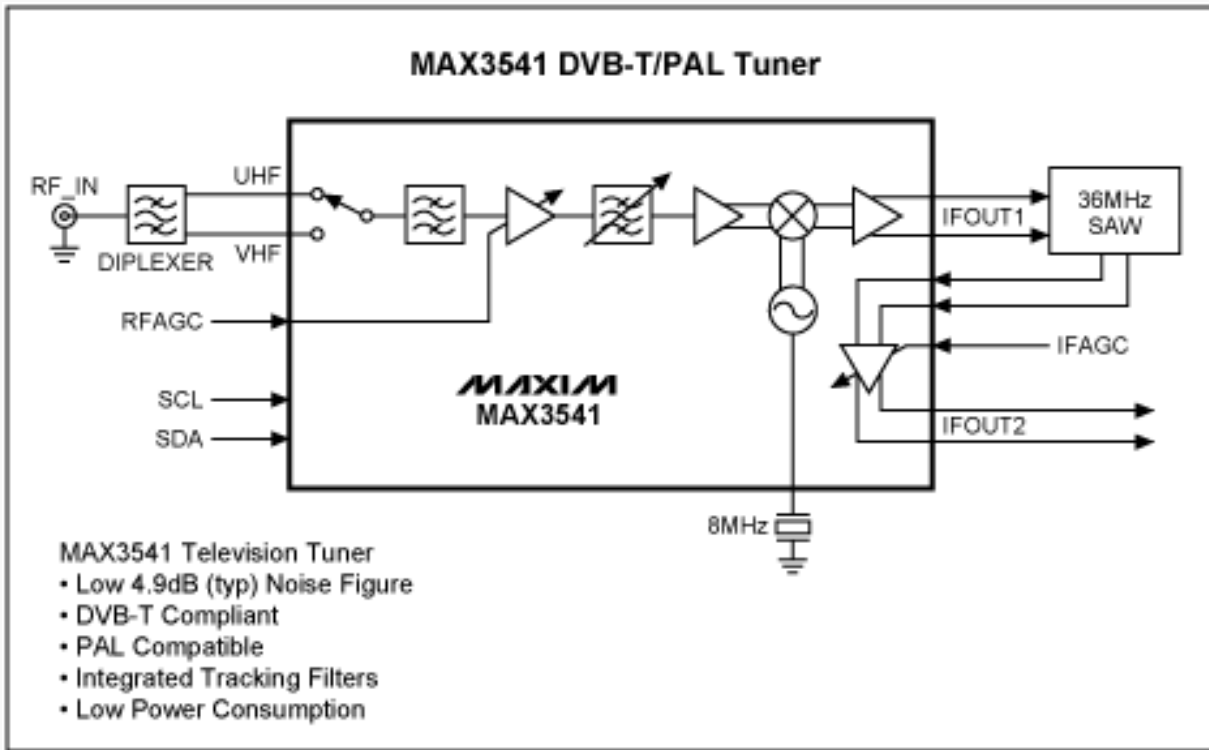 MAX3541 DVB-T/PAL Tuner
RF_IN
UHF
VHF
DIPLEXER
IFOUT1
36MHz
SAW
RFAGC
IFAGC
SCL
SDA
MAXIM
MAX3541
IFOUT2
8MHz
MAX3541 Television Tuner
• Low 4.9dB (typ) Noise Figure
• DVB-T Compliant
• PAL Compatible
• Integrated Tracking Filters
• Low Power Consumption